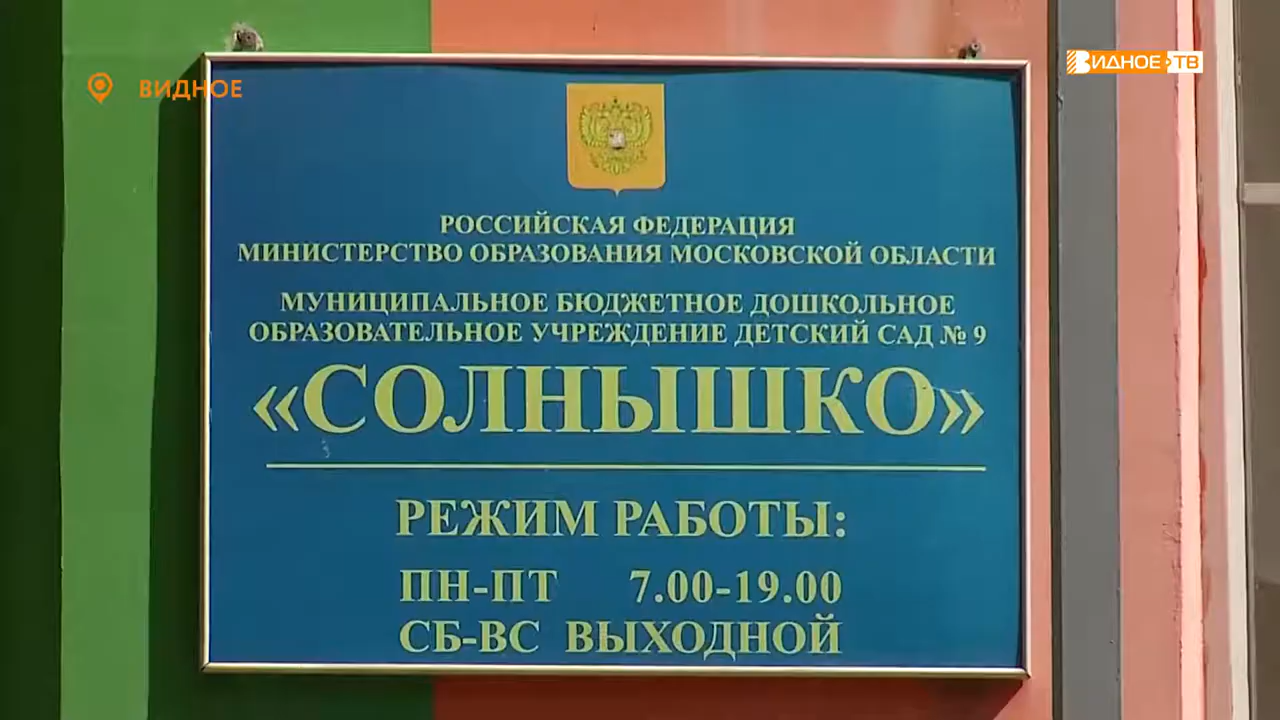 ВИДНОЕ
ВИДНОЕ ТВ
РОССИЙСКАЯ ФЕДЕРАЦИЯ
МИНИСТЕРСТВО ОБРАЗОВАНИЯ МОСКОВСКОЙ ОБЛАСТИ
МУНИЦИПАЛЬНОЕ БЮДЖЕТНОЕ ДОШКОЛЬНОЕ
ОБРАЗОВАТЕЛЬНОЕ УЧРЕЖДЕНИЕ ДЕТСКИЙ САД № 9
«СОЛНЫШКО»
РЕЖИМ РАБОТЫ:
ПН-ПТ 7.00-19.00
СБ-ВС ВЫХОДНОЙ